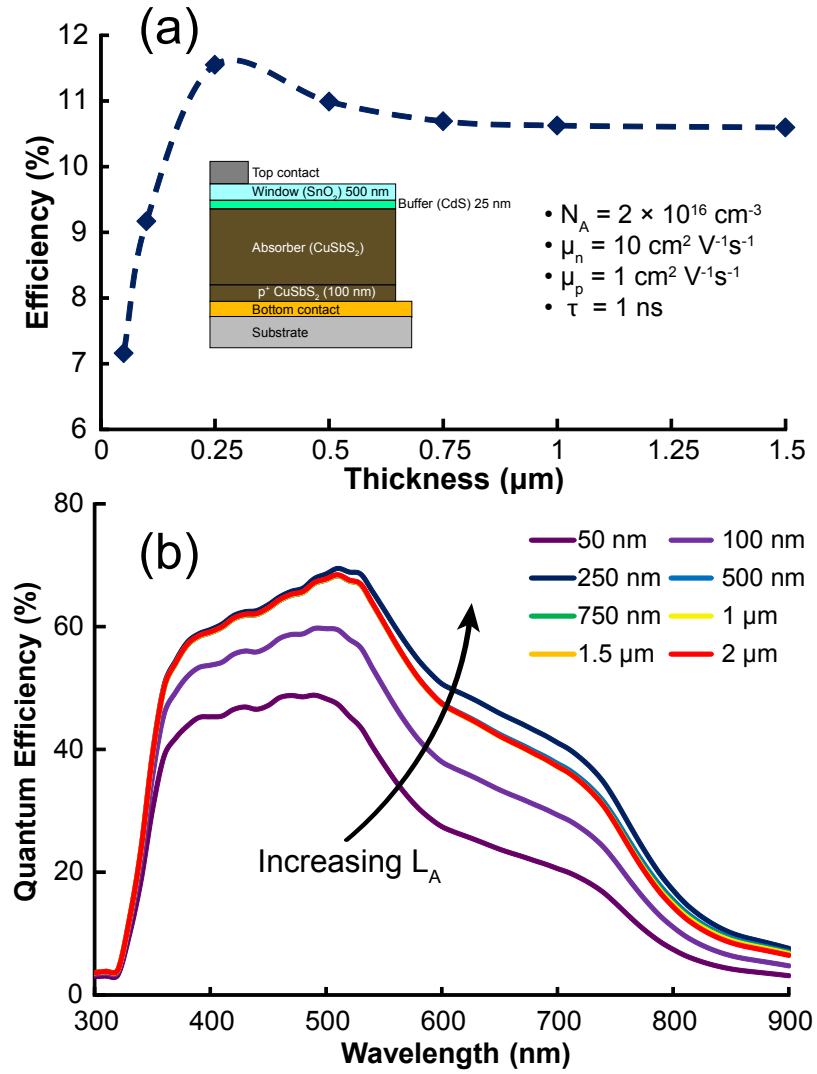 (a)
12
11
10
9
8
7
6
Efficiency (%)
Top contact
Window (SnO₂) 500 nm
Buffer (CdS) 25 nm
Absorber (CuSbS₂)
p⁺ CuSbS₂ (100 nm)
Bottom contact
Substrate
• N_A = 2 × 10¹⁶ cm⁻³
• μₙ = 10 cm² V⁻¹s⁻¹
• μₚ = 1 cm² V⁻¹s⁻¹
• τ = 1 ns
0 0.25 0.5 0.75 1 1.25 1.5
Thickness (μm)
(b)
80
60
40
20
0
Quantum Efficiency (%)
50 nm 100 nm
250 nm 500 nm
750 nm 1 μm
1.5 μm 2 μm
Increasing L_A
300 400 500 600 700 800 900
Wavelength (nm)